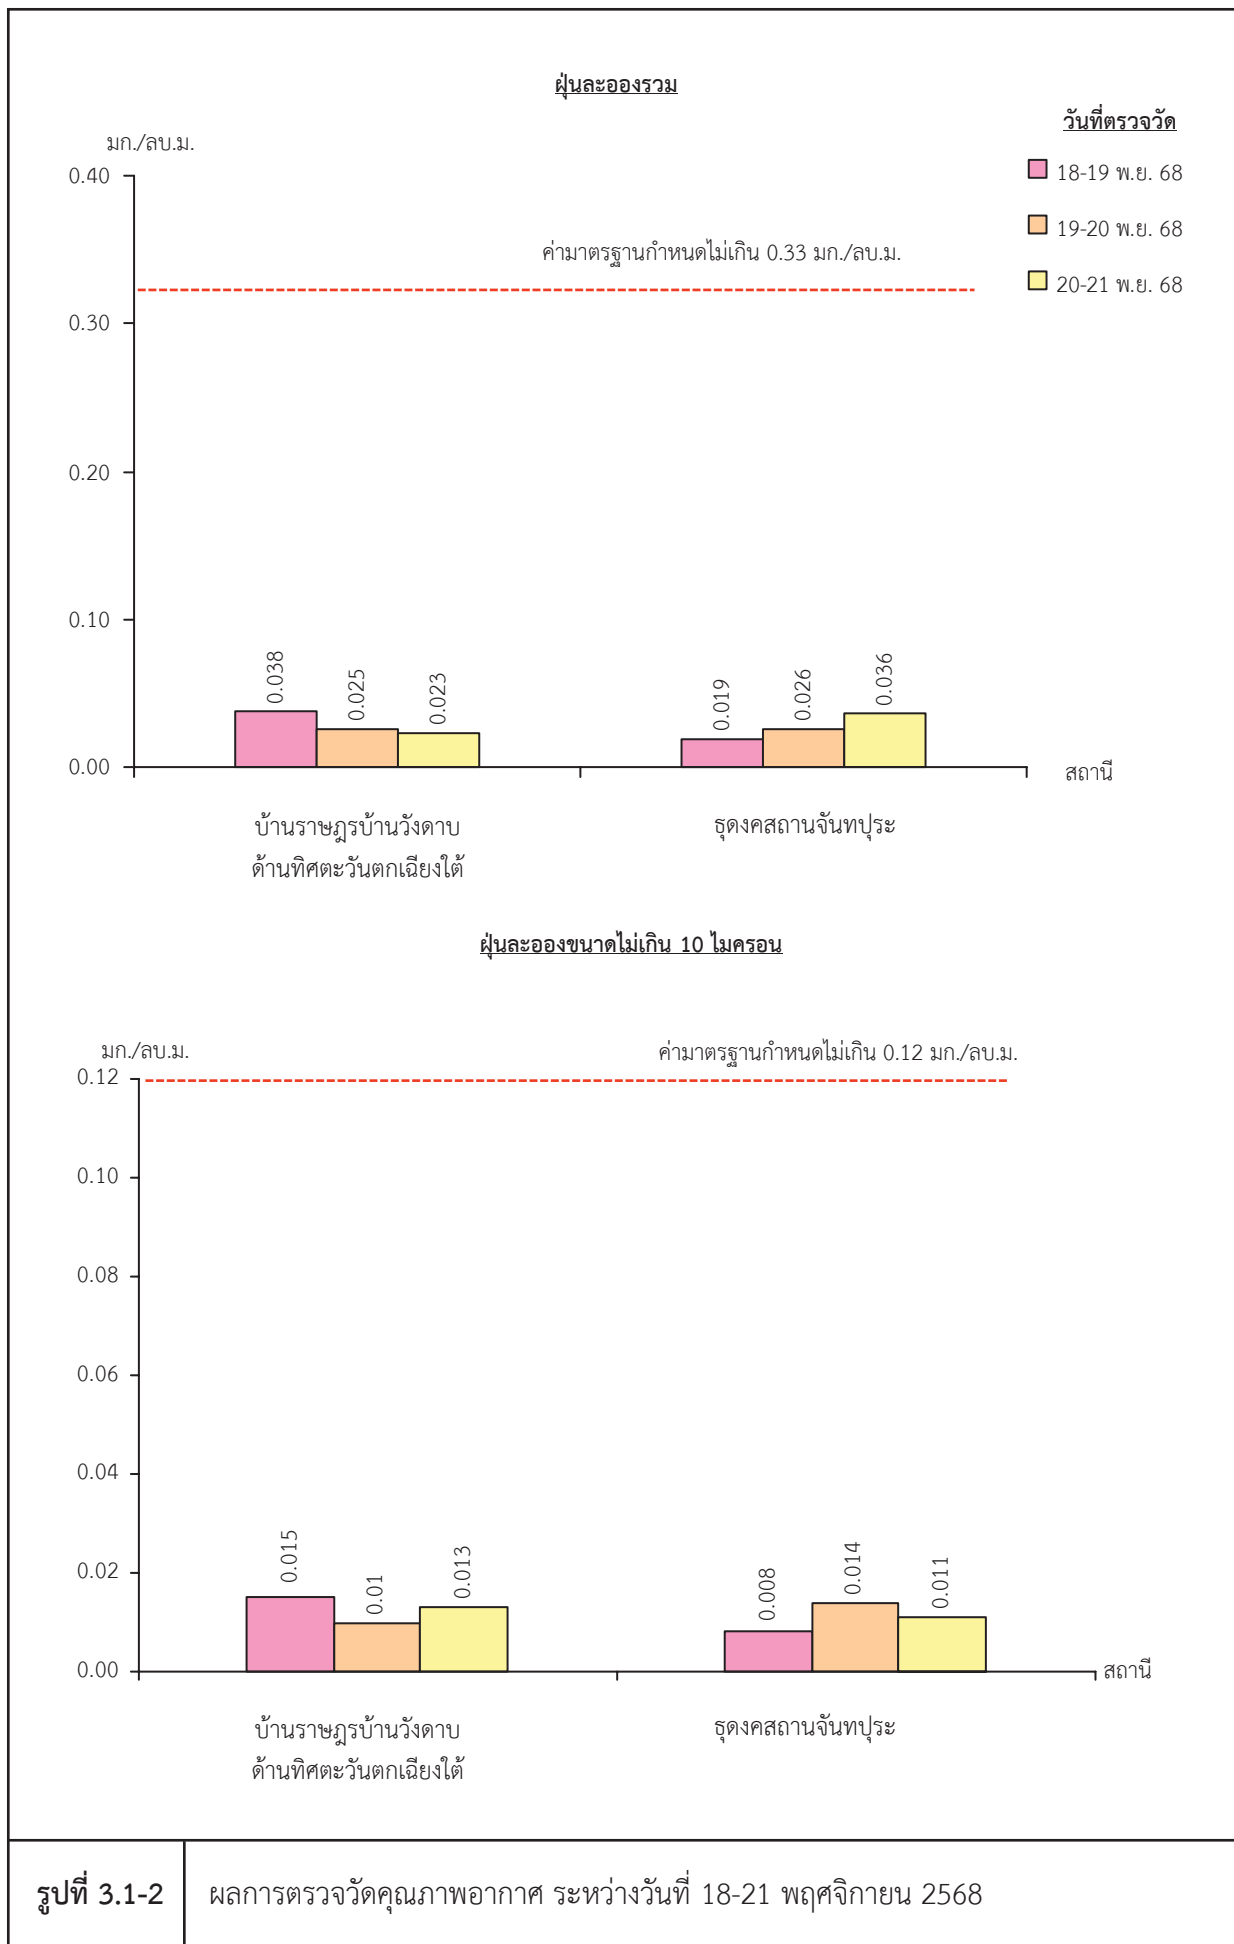 ฝุ่นละอองรวม
วันที่ตรวจวัด
18-19 พ.ย. 68
19-20 พ.ย. 68
20-21 พ.ย. 68
มก./ลบ.ม.
0.40
ค่ามาตรฐานกำหนดไม่เกิน 0.33 มก./ลบ.ม.
0.30
0.20
0.10
0.00
0.038
0.025
0.023
0.019
0.026
0.036
สถานี
บ้านราษฎรบ้านวังดาบ
ด้านทิศตะวันตกเฉียงใต้
ธุดงคสถานจันทปุระ
ฝุ่นละอองขนาดไม่เกิน 10 ไมครอน
มก./ลบ.ม.
ค่ามาตรฐานกำหนดไม่เกิน 0.12 มก./ลบ.ม.
0.12
0.10
0.08
0.06
0.04
0.02
0.00
0.015
0.01
0.013
0.008
0.014
0.011
สถานี
บ้านราษฎรบ้านวังดาบ
ด้านทิศตะวันตกเฉียงใต้
ธุดงคสถานจันทปุระ
รูปที่ 3.1-2
ผลการตรวจวัดคุณภาพอากาศ ระหว่างวันที่ 18-21 พฤศจิกายน 2568